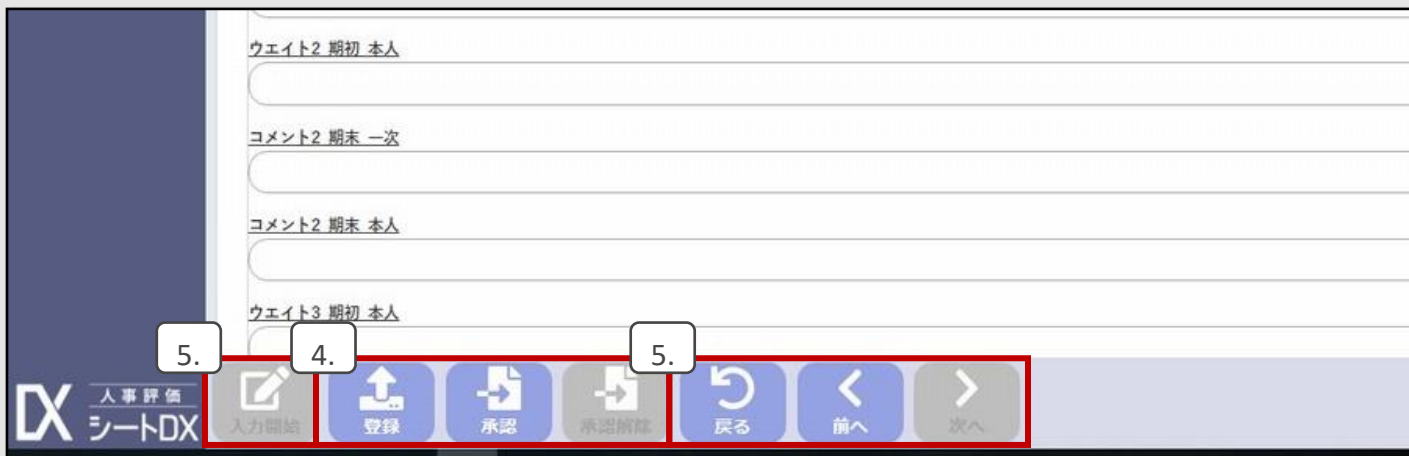 ウエイト2 期初 本人
コメント2 期末 一次
コメント2 期末 本人
ウエイト3 期初 本人
5.
4.
5.
DX 人事評価
シートDX
入力開始
登録
承認
承認解除
戻る
前へ
次へ